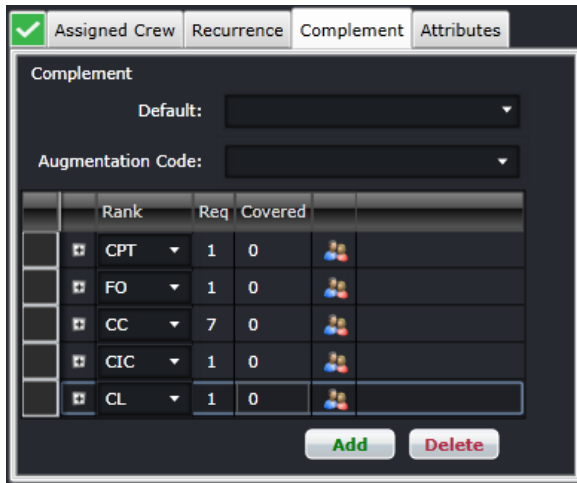 Assigned Crew Recurrence Complement Attributes
Complement
Default:
Augmentation Code:
Rank Req Covered
CPT 1 0
FO 1 0
CC 7 0
CIC 1 0
CL 1 0
Add Delete